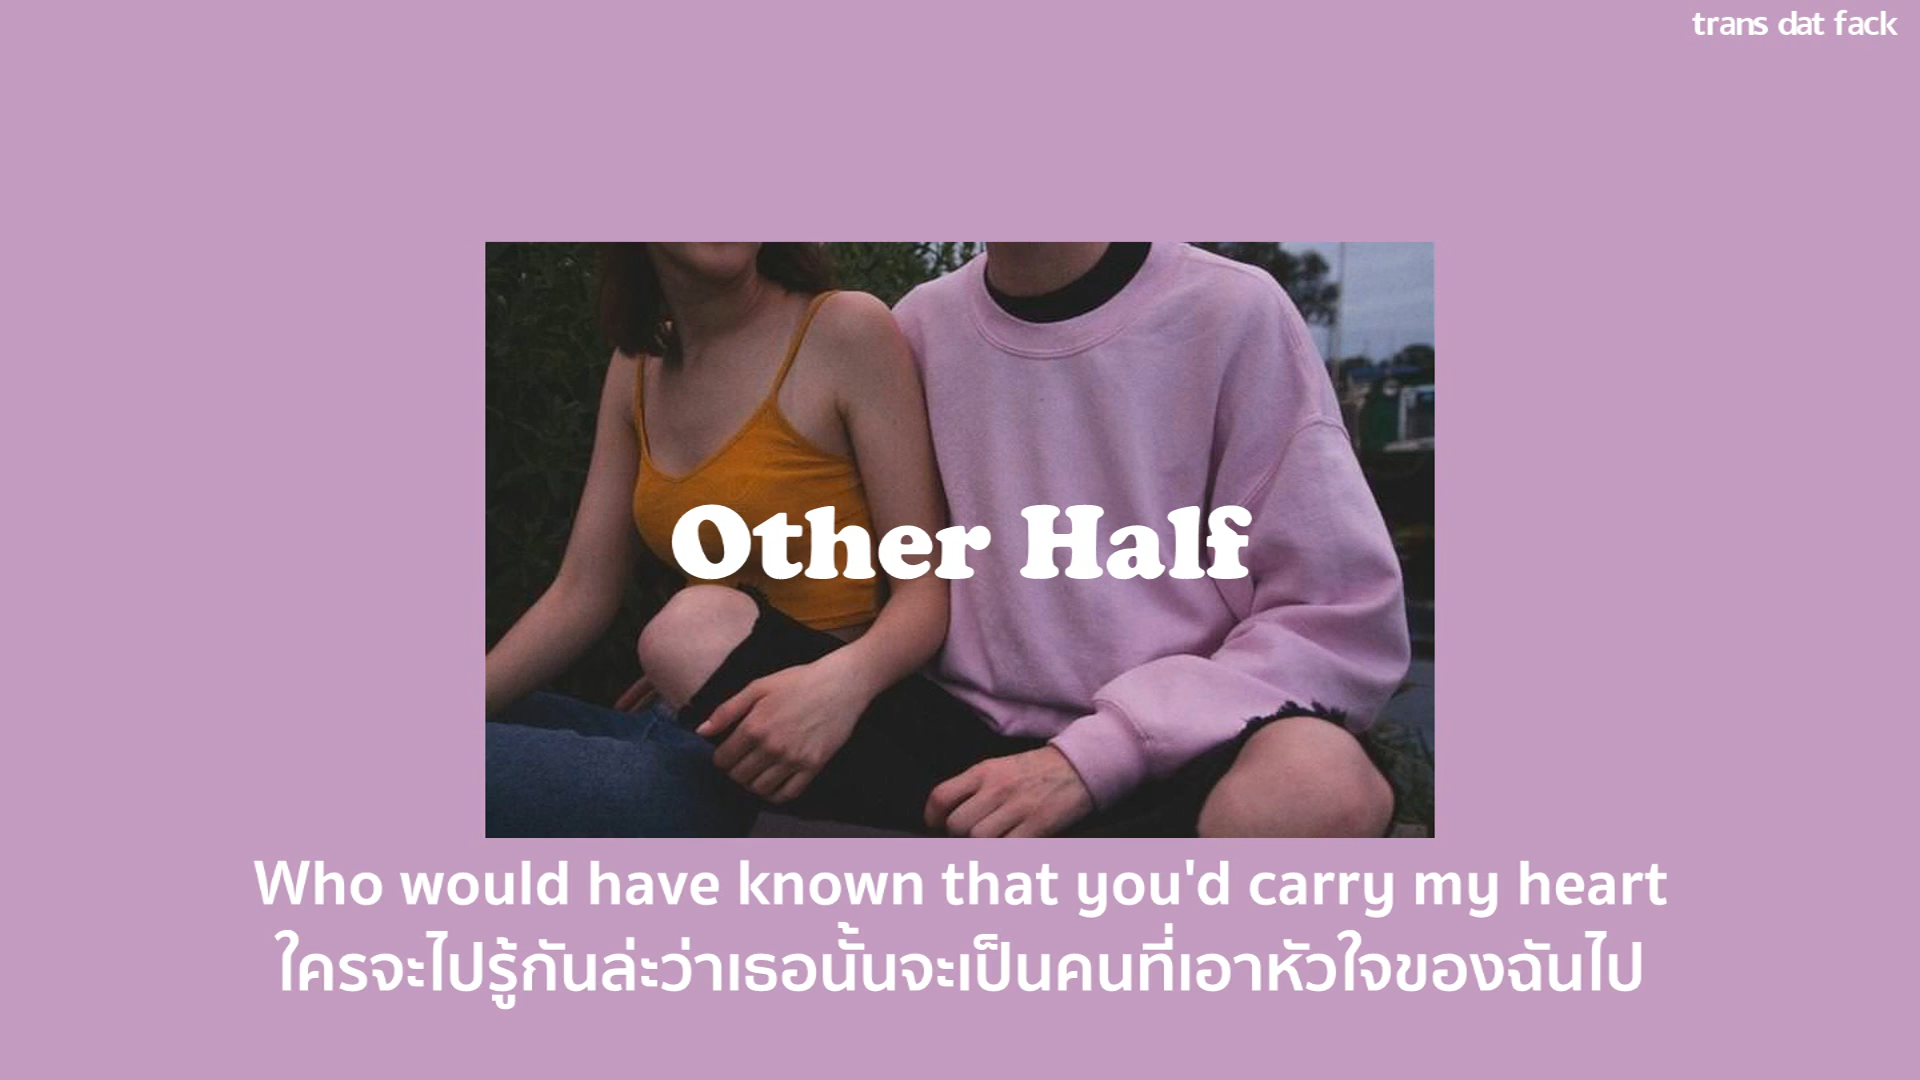 trans dat fack
Other Half
Who would have known that you'd carry my heart
ใครจะไปรู้กันล่ะว่าเธอนั้นจะเป็นคนที่เอาหัวใจของฉันไป